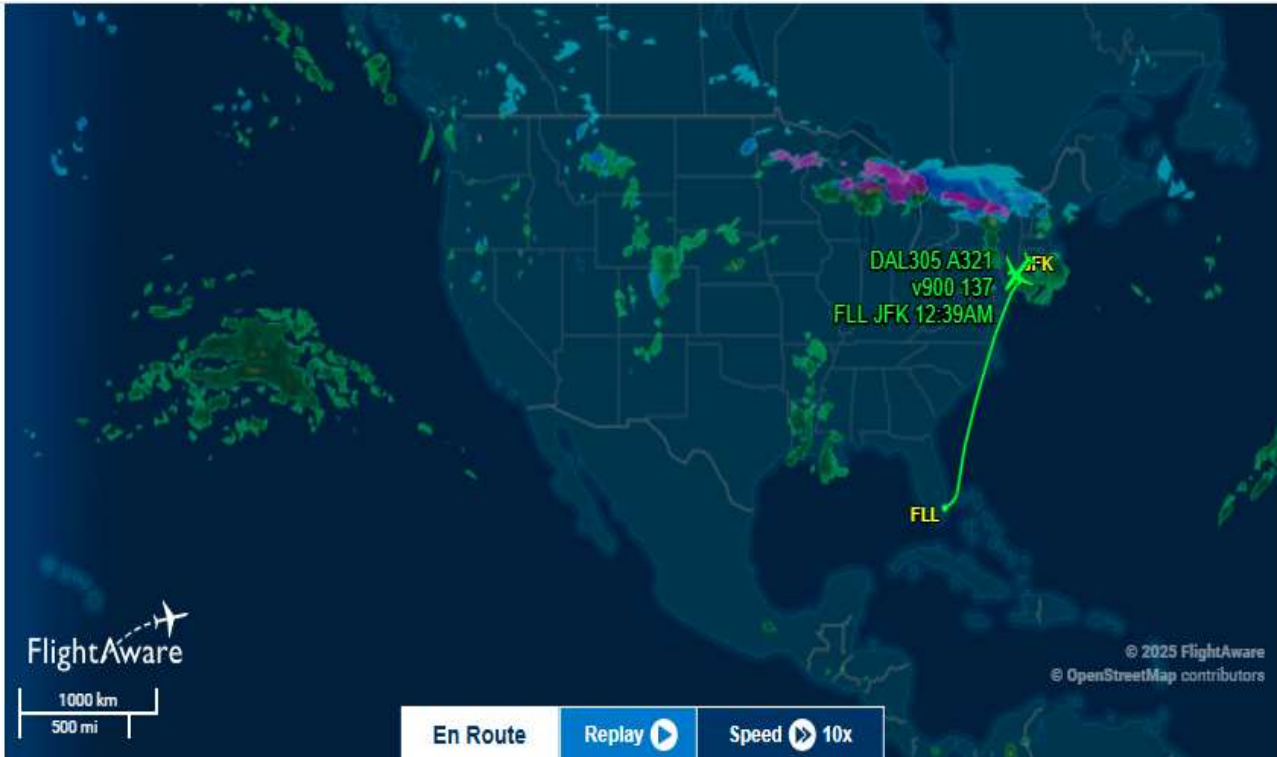 DAL305 A321
v900 137
FLL JFK 12:39AM
JFK
FLL
FlightAware
1000 km
500 mi
© 2025 FlightAware
© OpenStreetMap contributors
En Route
Replay
Speed 10x